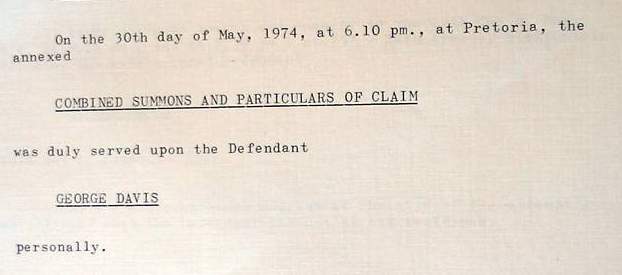 On the 30th day of May, 1974, at 6.10 pm., at Pretoria, the
annexed
COMBINED SUMMONS AND PARTICULARS OF CLAIM
was duly served upon the Defendant
GEORGE DAVIS
personally.